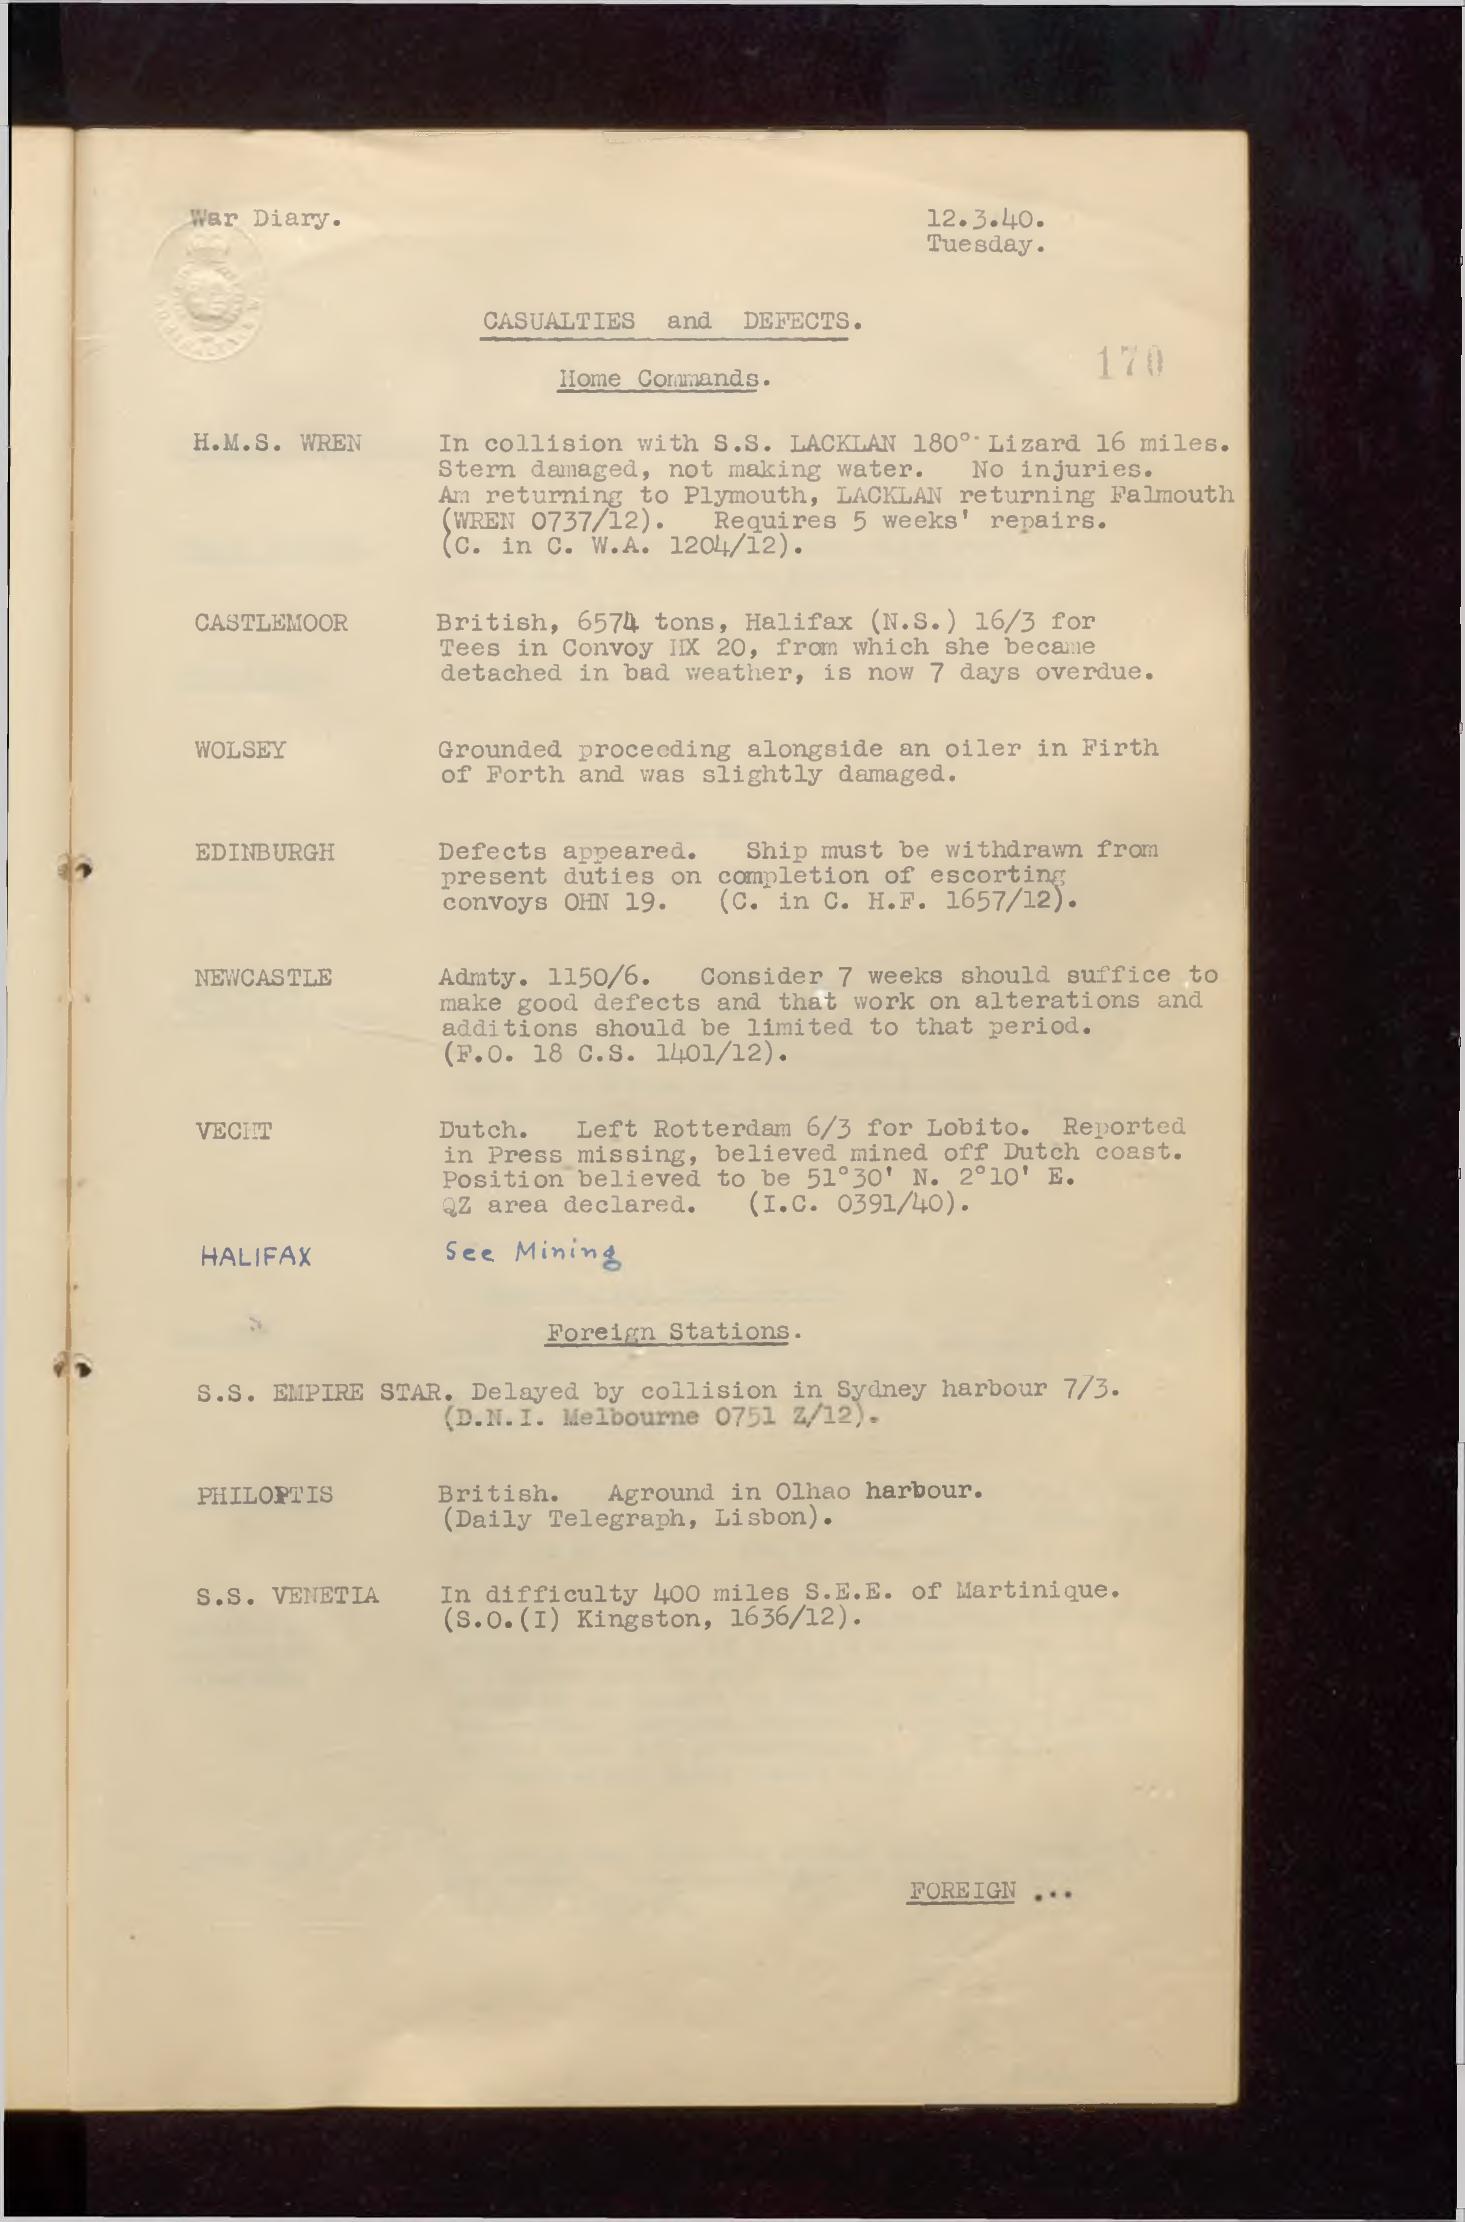 War Diary.
12.3.40.
Tuesday.
CASUALTIES and DEFECTS.
170
Home Commands.
H.M.S. WREN In collision with S.S. LACKLAN 180° Lizard 16 miles.
Stern damaged, not making water. No injuries.
Am returning to Plymouth, LACKLAN returning Falmouth
(WREN 0737/12). Requires 5 weeks' repairs.
(C. in C. W.A. 1204/12).
CASTLEMOOR British, 6574 tons, Halifax (N.S.) 16/3 for
Tees in Convoy HX 20, from which she became
detached in bad weather, is now 7 days overdue.
WOLSEY Grounded proceeding alongside an oiler in Firth
of Forth and was slightly damaged.
EDINBURGH Defects appeared. Ship must be withdrawn from
present duties on completion of escorting
convoys OHN 19. (C. in C. H.F. 1657/12).
NEWCASTLE Admty. 1150/6. Consider 7 weeks should suffice to
make good defects and that work on alterations and
additions should be limited to that period.
(F.O. 18 C.S. 1401/12).
VECHT Dutch. Left Rotterdam 6/3 for Lobito. Reported
in Press missing, believed mined off Dutch coast.
Position believed to be 51°30' N. 2°10' E.
QZ area declared. (I.C. 0391/40).
HALIFAX See Mining
Foreign Stations.
S.S. EMPIRE STAR. Delayed by collision in Sydney harbour 7/3.
(D.N.I. Melbourne 0751 Z/12).
PHILOPTIS British. Aground in Olhao harbour.
(Daily Telegraph, Lisbon).
S.S. VENETIA In difficulty 400 miles S.E.E. of Martinique.
(S.O.(I) Kingston, 1636/12).
FOREIGN ...